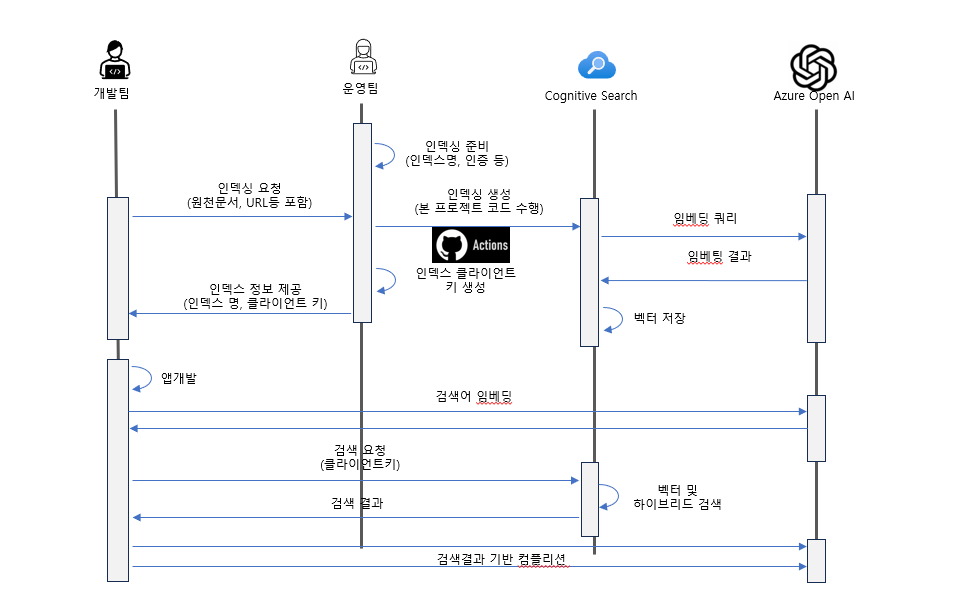 개발팀
운영팀
Cognitive Search
Azure Open AI
인덱싱 준비
(인덱스명, 인증 등)
인덱싱 요청
(원천문서, URL등 포함)
인덱싱 생성
(본 프로젝트 코드 수행)
임베딩 쿼리
Actions
임베팅 결과
인덱스 클라이언트
키 생성
인덱스 정보 제공
(인덱스 명, 클라이언트 키)
벡터 저장
앱개발
검색어 임베딩
검색 요청
(클라이언트키)
벡터 및
하이브리드 검색
검색 결과
검색결과 기반 컴플리션